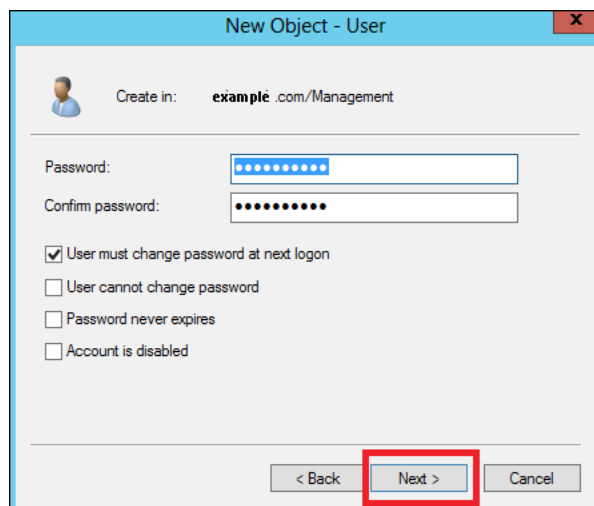 New Object - User
x
Create in: example .com/Management
Password: ●●●●●●●●●●
Confirm password: ●●●●●●●●●●
User must change password at next logon
User cannot change password
Password never expires
Account is disabled
< Back Next > Cancel